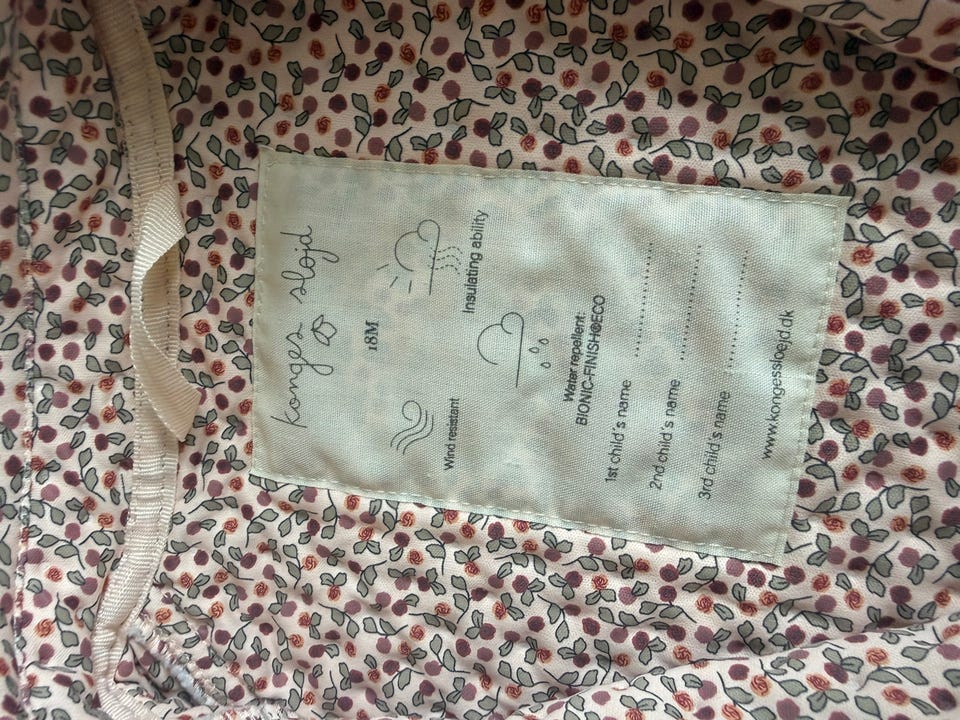 konges sløjd
18M
Wind resistant
Insulating ability
Water repellent:
BIONIC-FINISH®ECO
1st child's name ..................
2nd child's name ..................
3rd child's name ..................
www.kongessloejd.dk